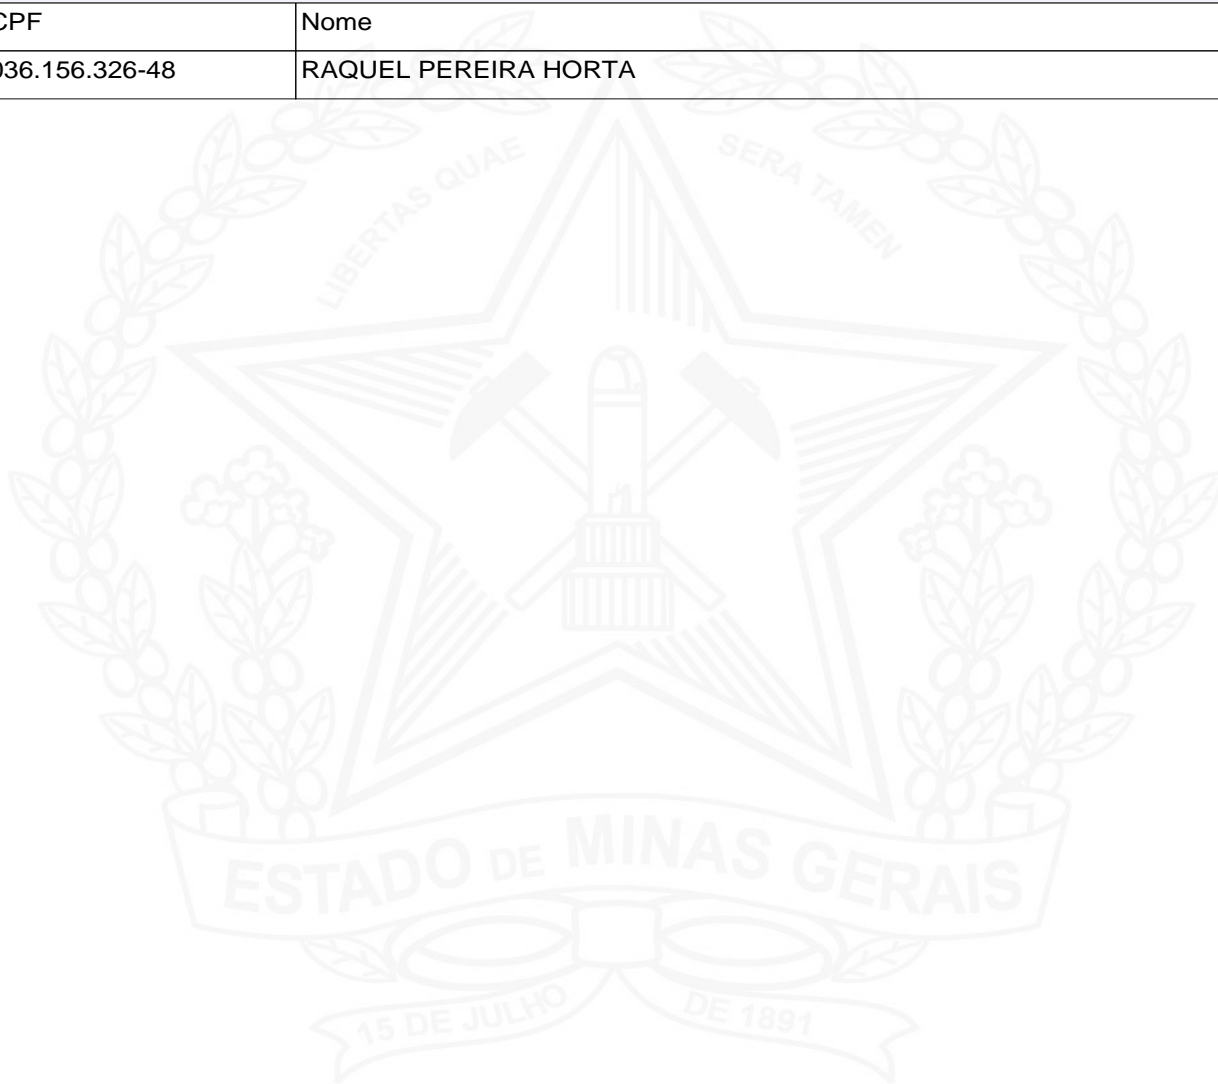 CPF Nome
036.156.326-48 RAQUEL PEREIRA HORTA
LIBERTAS QUAE SERA TAMEN
ESTADO DE MINAS GERAIS
15 DE JULHO DE 1891